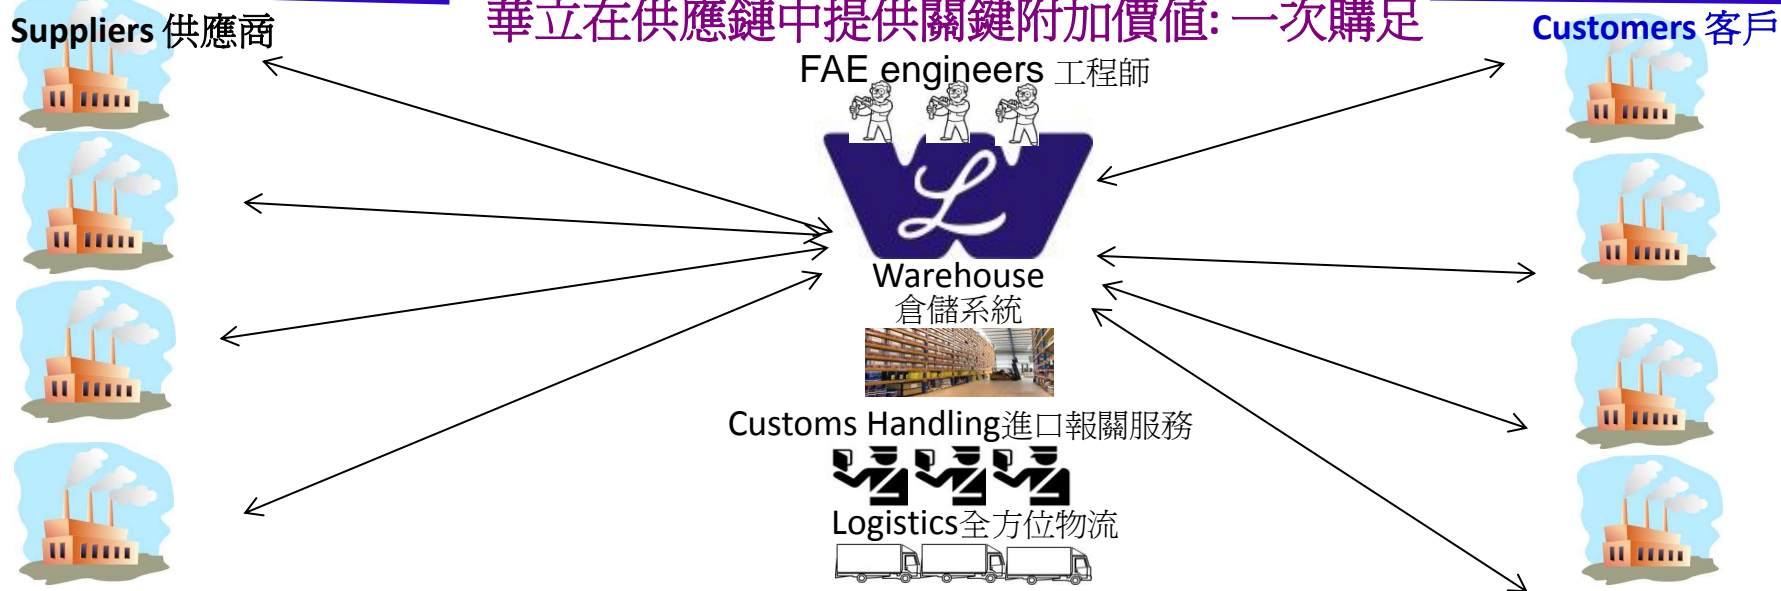 華立在供應鏈中提供關鍵附加價值: 一次購足
Suppliers 供應商
Customers 客戶
FAE engineers 工程師
L
Warehouse
倉儲系統
Customs Handling進口報關服務
Logistics全方位物流